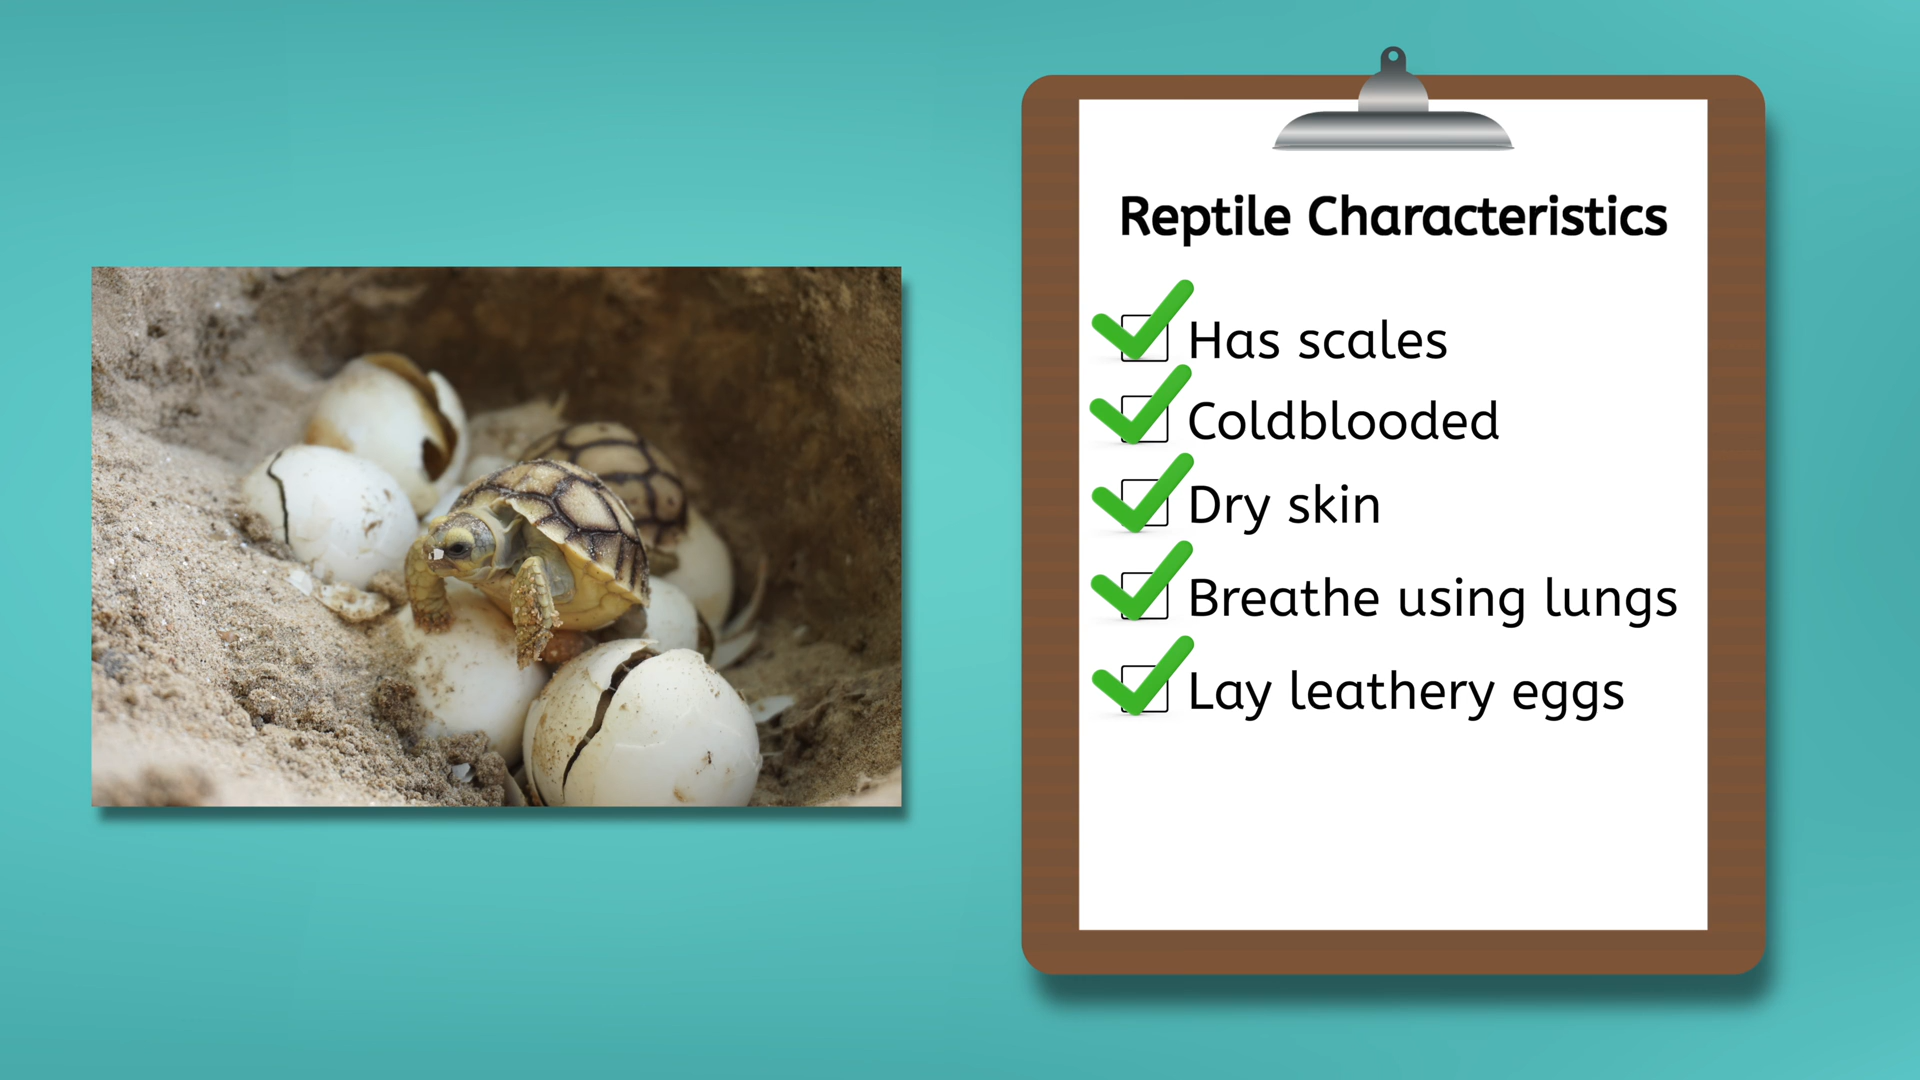 Reptile Characteristics
Has scales
Coldblooded
Dry skin
Breathe using lungs
Lay leathery eggs